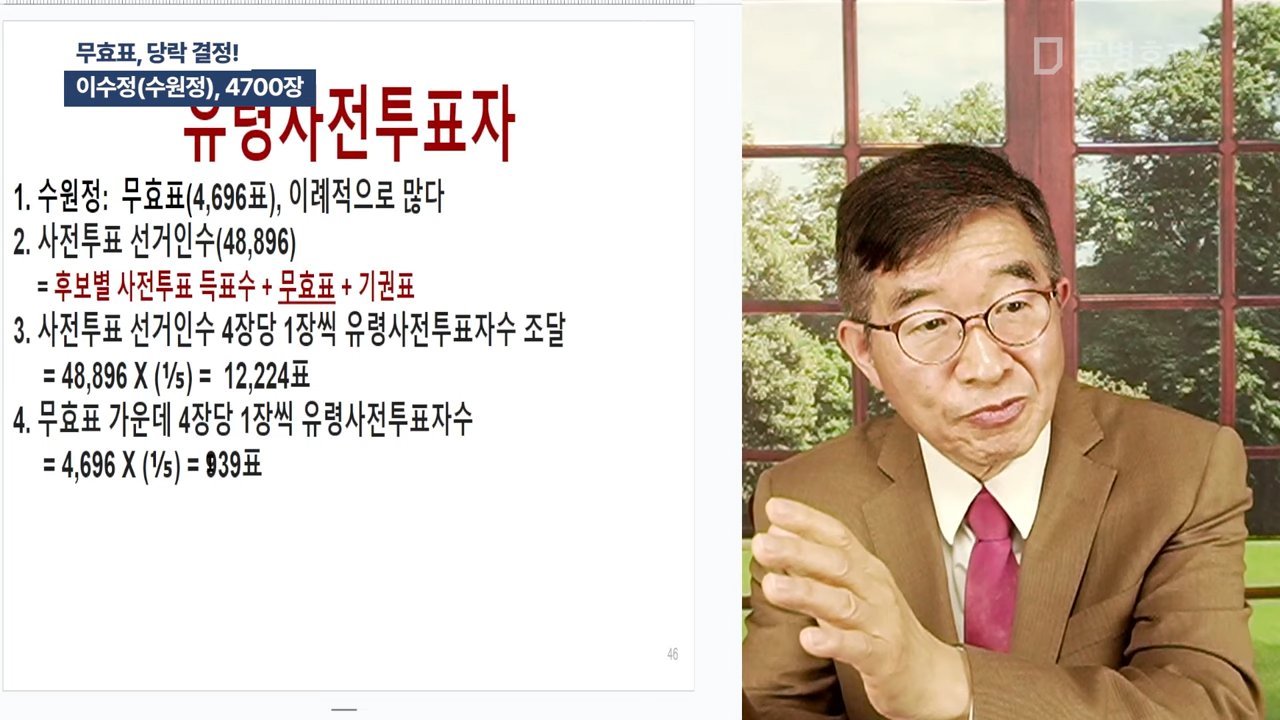 무효표, 당락 결정!
이수정(수원정), 4700장
유령사전투표자
1. 수원정: 무효표(4,696표), 이례적으로 많다
2. 사전투표 선거인수(48,896)
= 후보별 사전투표 득표수 + 무효표 + 기권표
3. 사전투표 선거인수 4장당 1장씩 유령사전투표자수 조달
= 48,896 X (⅕) = 12,224표
4. 무효표 가운데 4장당 1장씩 유령사전투표자수
= 4,696 X (⅕) = 939표
46
공병호TV